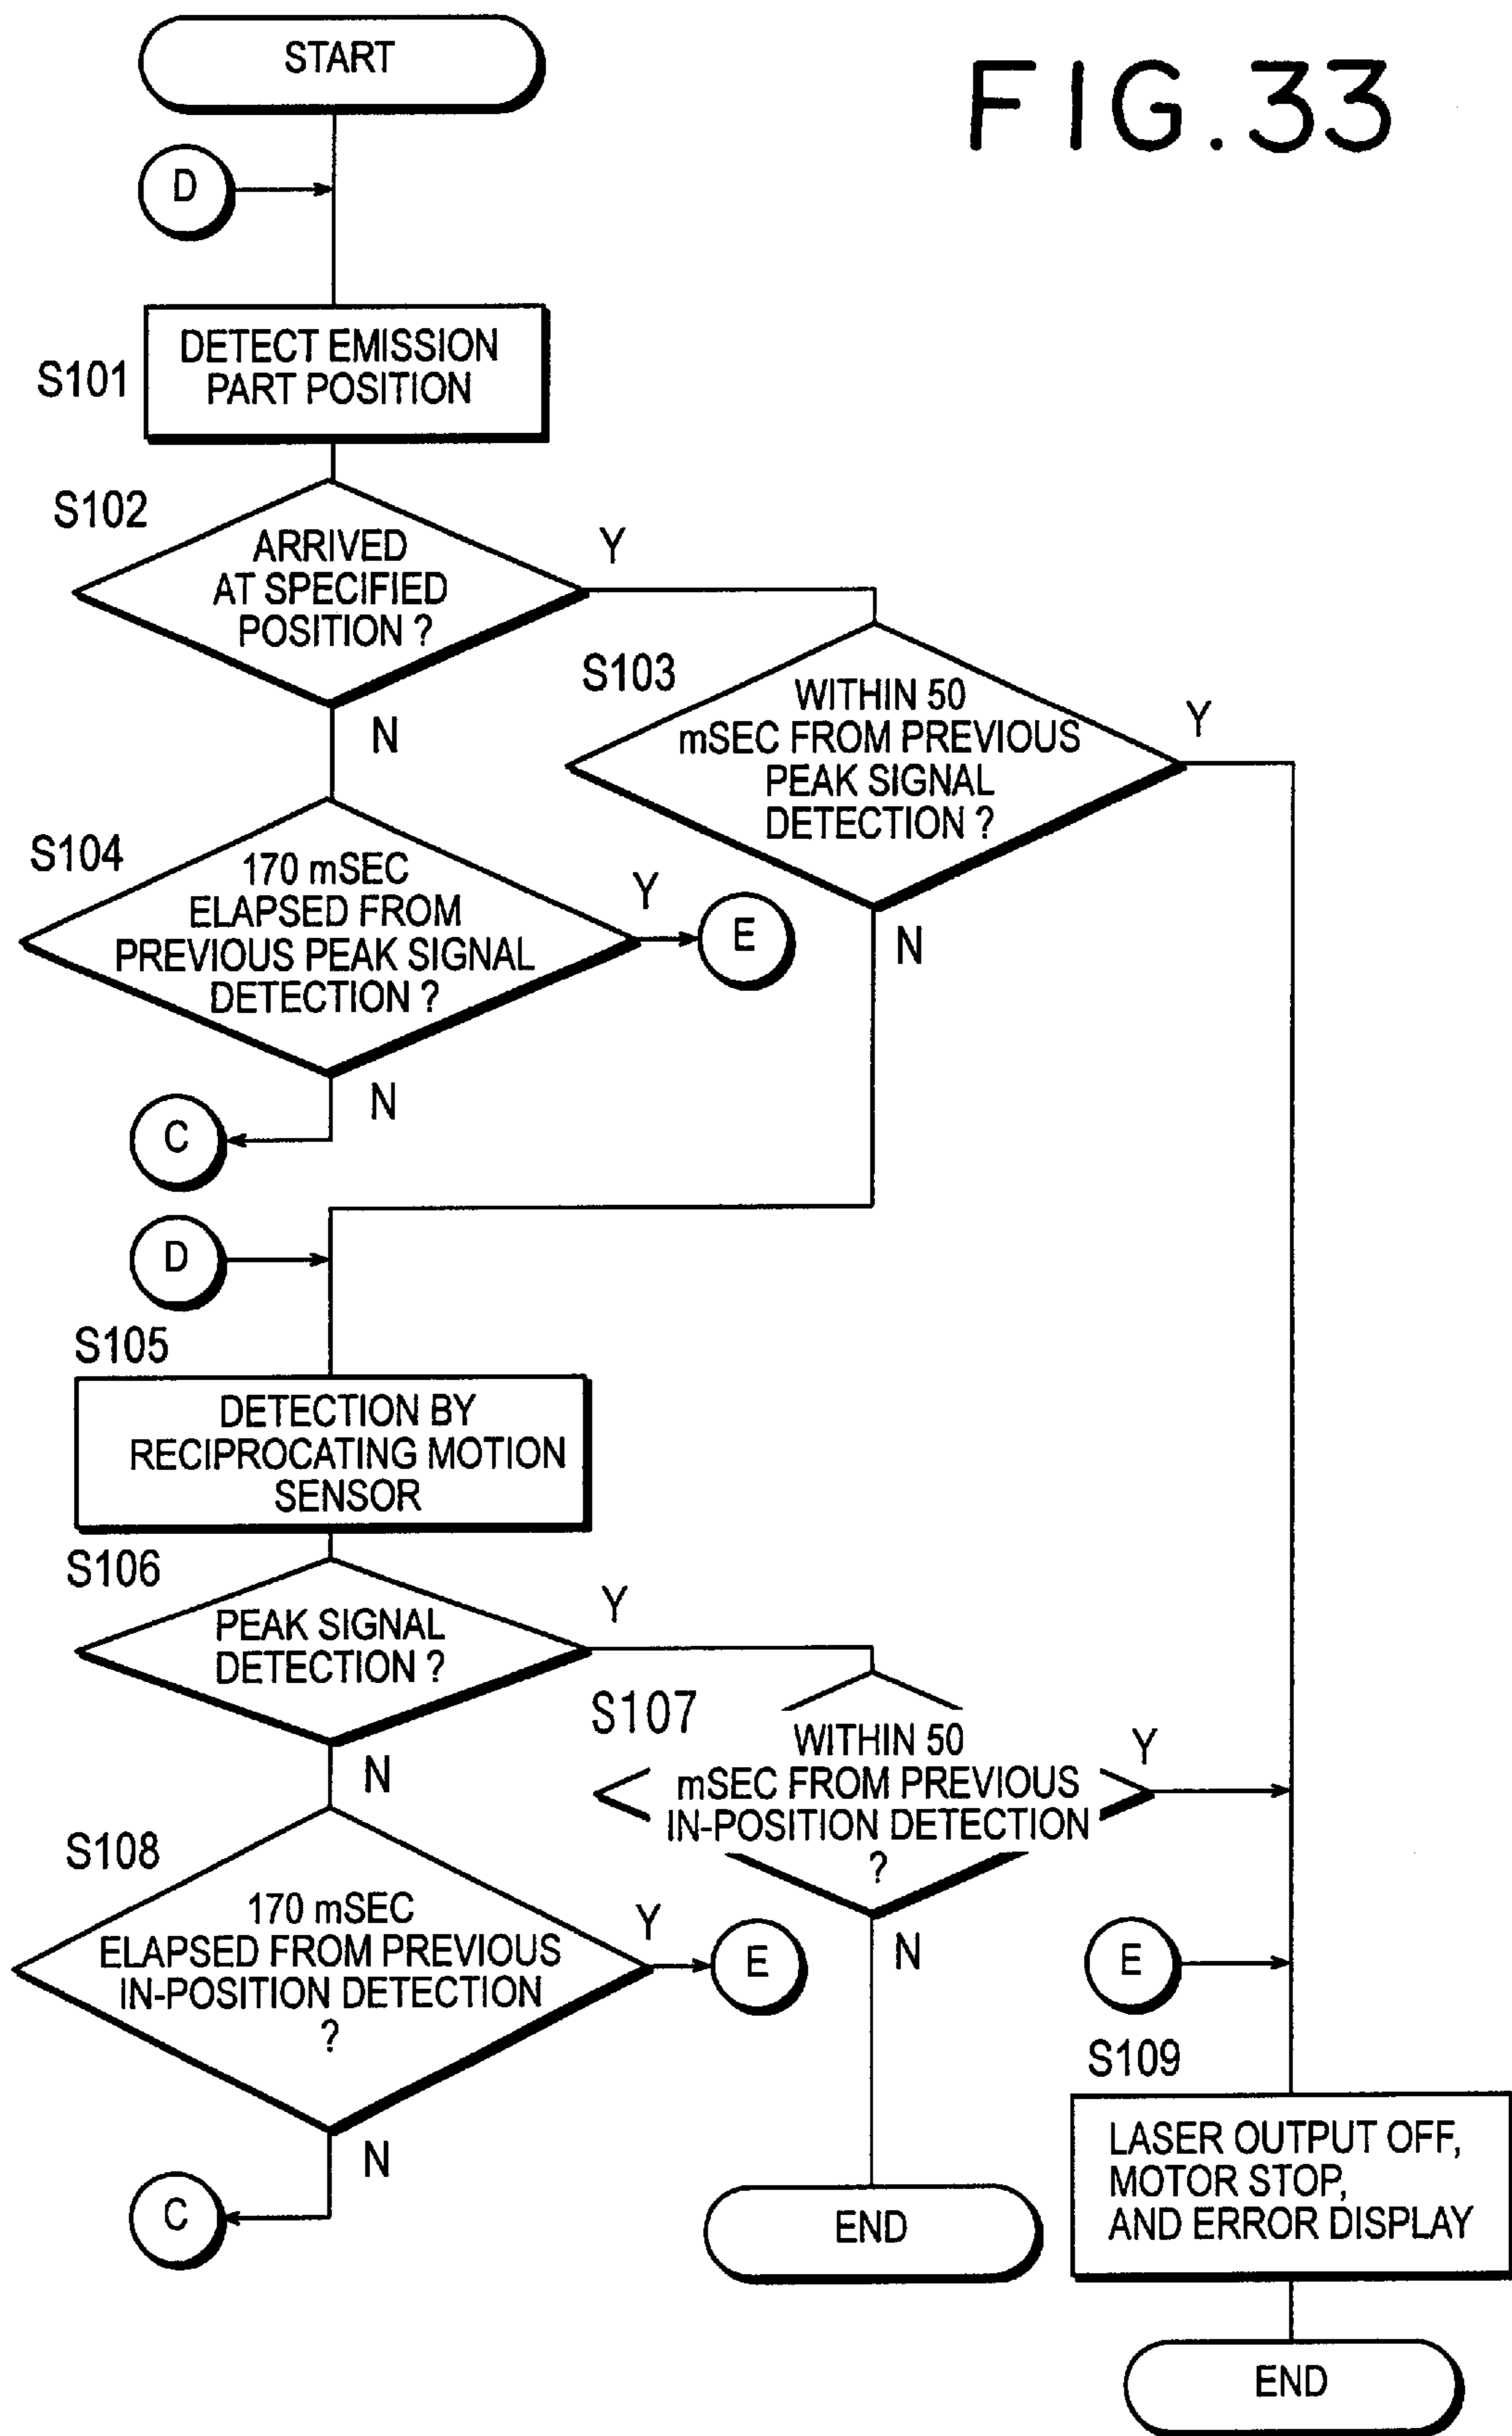 FIG.33
START
D
S101
DETECT EMISSION
PART POSITION
S102
ARRIVED
AT SPECIFIED
POSITION ?
Y
N
S103
WITHIN 50
mSEC FROM PREVIOUS
PEAK SIGNAL
DETECTION ?
Y
N
S104
170 mSEC
ELAPSED FROM
PREVIOUS PEAK SIGNAL
DETECTION ?
Y
E
N
C
D
S105
DETECTION BY
RECIPROCATING MOTION
SENSOR
S106
PEAK SIGNAL
DETECTION ?
Y
N
S107
WITHIN 50
mSEC FROM PREVIOUS
IN-POSITION DETECTION
?
Y
N
S108
170 mSEC
ELAPSED FROM PREVIOUS
IN-POSITION DETECTION
?
Y
E
N
C
END
E
S109
LASER OUTPUT OFF,
MOTOR STOP,
AND ERROR DISPLAY
END